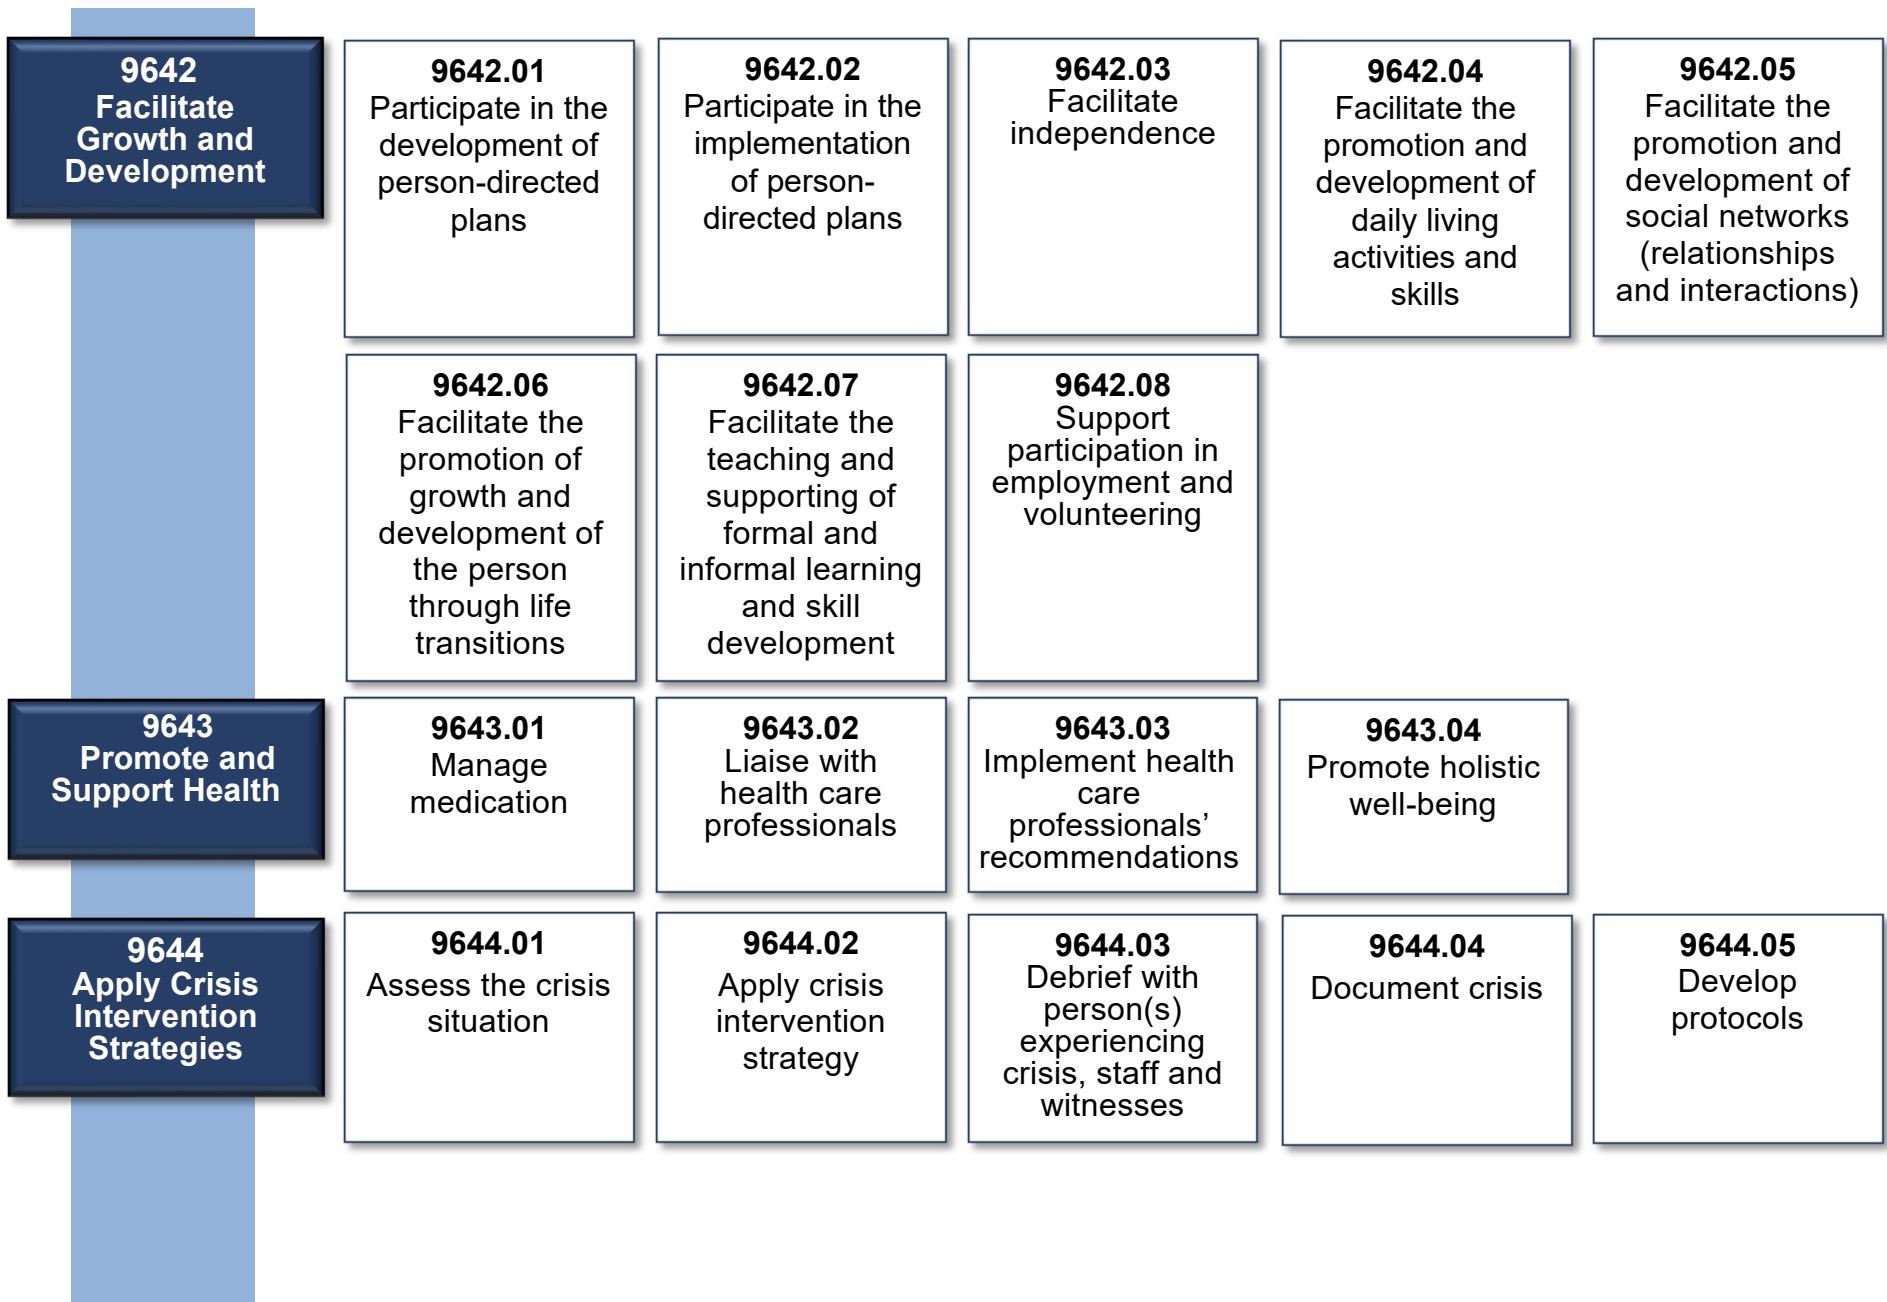 9642
Facilitate
Growth and
Development
9642.01
Participate in the
development of
person-directed
plans
9642.02
Participate in the
implementation
of person-
directed plans
9642.03
Facilitate
independence
9642.04
Facilitate the
promotion and
development of
daily living
activities and
skills
9642.05
Facilitate the
promotion and
development of
social networks
(relationships
and interactions)
9642.06
Facilitate the
promotion of
growth and
development of
the person
through life
transitions
9642.07
Facilitate the
teaching and
supporting of
formal and
informal learning
and skill
development
9642.08
Support
participation in
employment and
volunteering
9643
Promote and
Support Health
9643.01
Manage
medication
9643.02
Liaise with
health care
professionals
9643.03
Implement health
care
professionals’
recommendations
9643.04
Promote holistic
well-being
9644
Apply Crisis
Intervention
Strategies
9644.01
Assess the crisis
situation
9644.02
Apply crisis
intervention
strategy
9644.03
Debrief with
person(s)
experiencing
crisis, staff and
witnesses
9644.04
Document crisis
9644.05
Develop
protocols